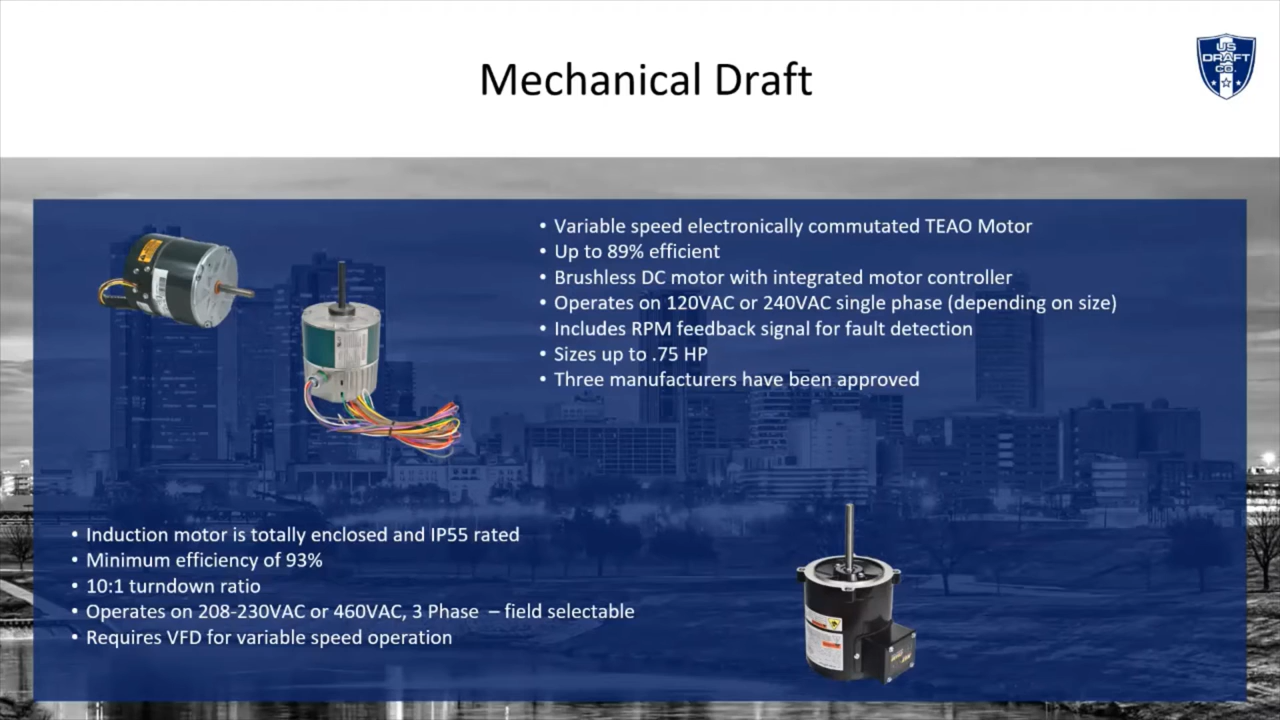 Mechanical Draft
US
DRAFT
CO.
• Variable speed electronically commutated TEAO Motor
• Up to 89% efficient
• Brushless DC motor with integrated motor controller
• Operates on 120VAC or 240VAC single phase (depending on size)
• Includes RPM feedback signal for fault detection
• Sizes up to .75 HP
• Three manufacturers have been approved
• Induction motor is totally enclosed and IP55 rated
• Minimum efficiency of 93%
• 10:1 turndown ratio
• Operates on 208-230VAC or 460VAC, 3 Phase – field selectable
• Requires VFD for variable speed operation